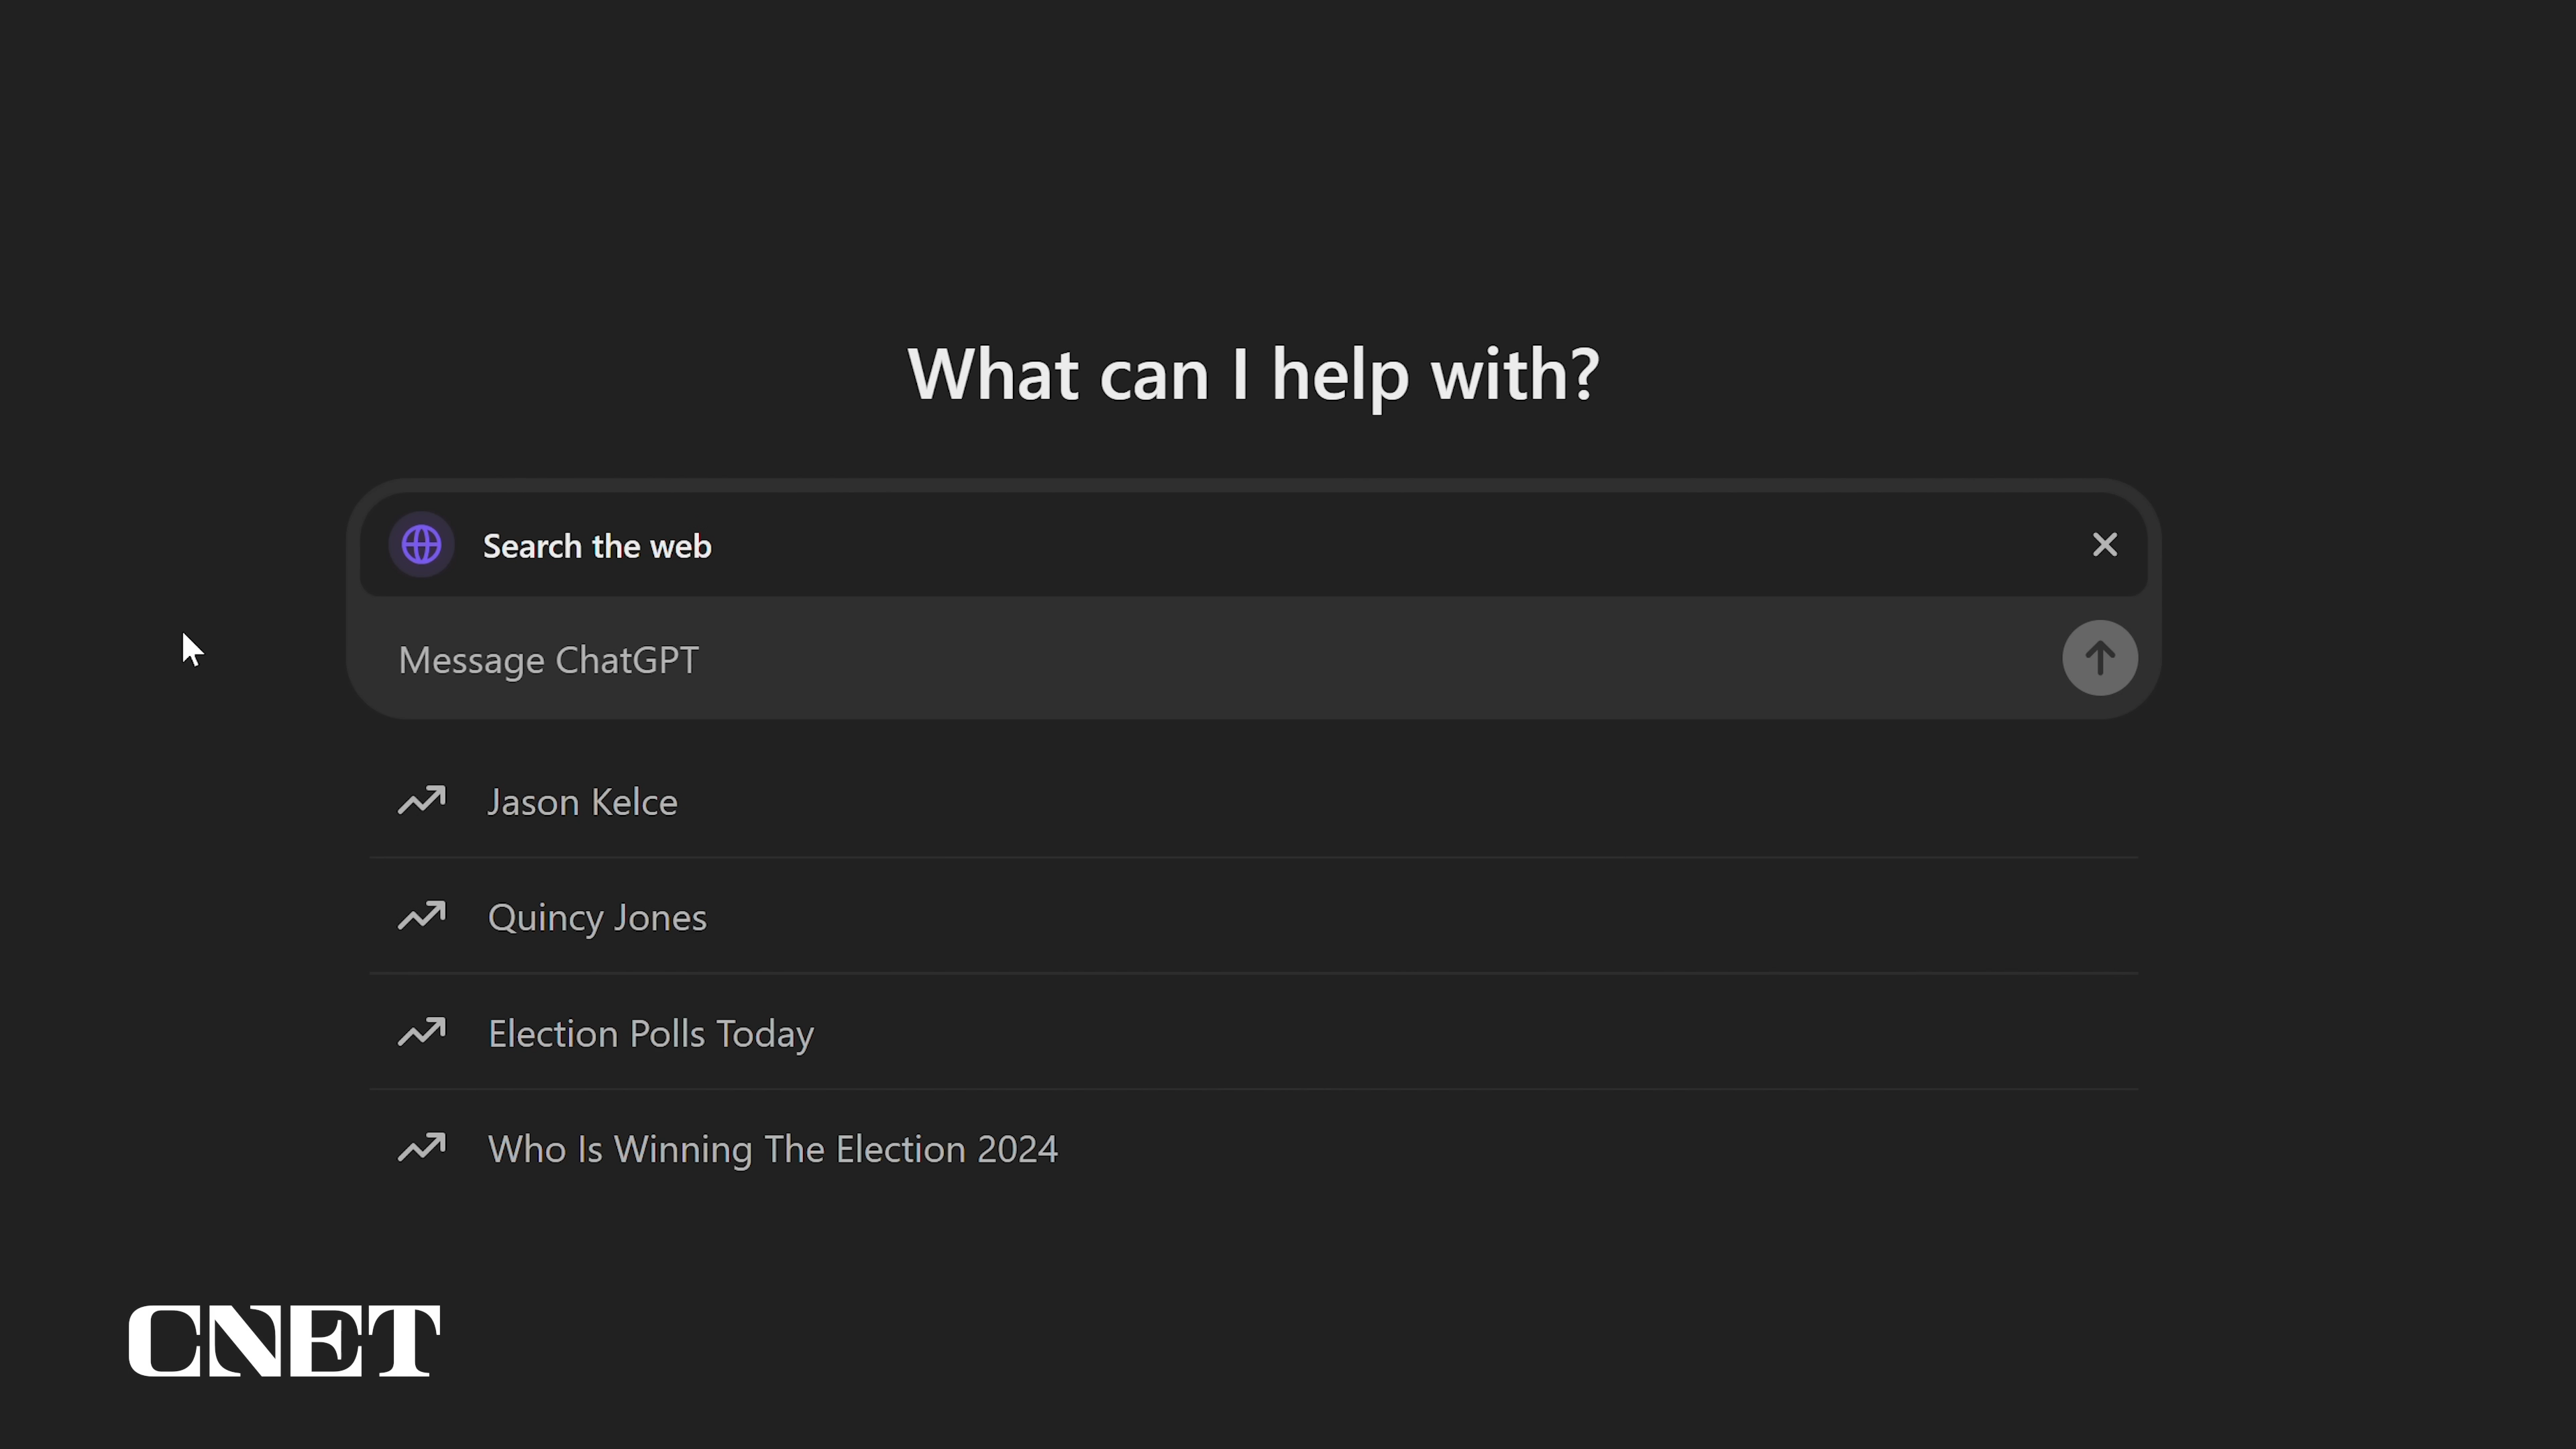 What can I help with?
Search the web
Message ChatGPT
Jason Kelce
Quincy Jones
Election Polls Today
Who Is Winning The Election 2024
CNET